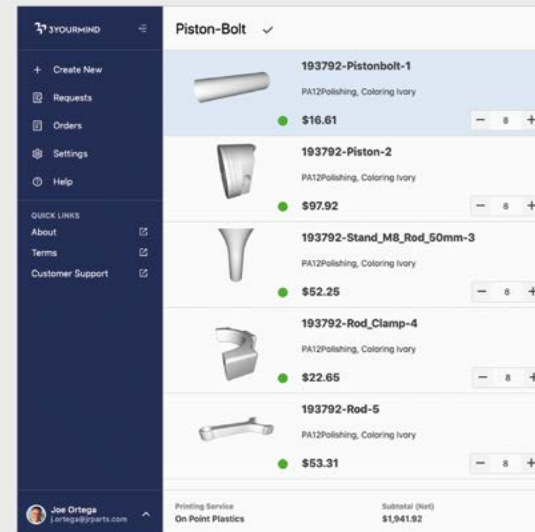 3YOURMIND
+ Create New
Requests
Orders
Settings
Help
QUICK LINKS
About
Terms
Customer Support
Joe Ortega
j.ortega@jrparts.com
Piston-Bolt
193792-Pistonbolt-1
PA12Polishing, Coloring Ivory
$16.61
− 8 +
193792-Piston-2
PA12Polishing, Coloring Ivory
$97.92
− 8 +
193792-Stand_M8_Rod_50mm-3
PA12Polishing, Coloring Ivory
$52.25
− 8 +
193792-Rod_Clamp-4
PA12Polishing, Coloring Ivory
$22.65
− 8 +
193792-Rod-5
PA12Polishing, Coloring Ivory
$53.31
− 8 +
Printing Service
On Point Plastics
Subtotal (Net)
$1,941.92